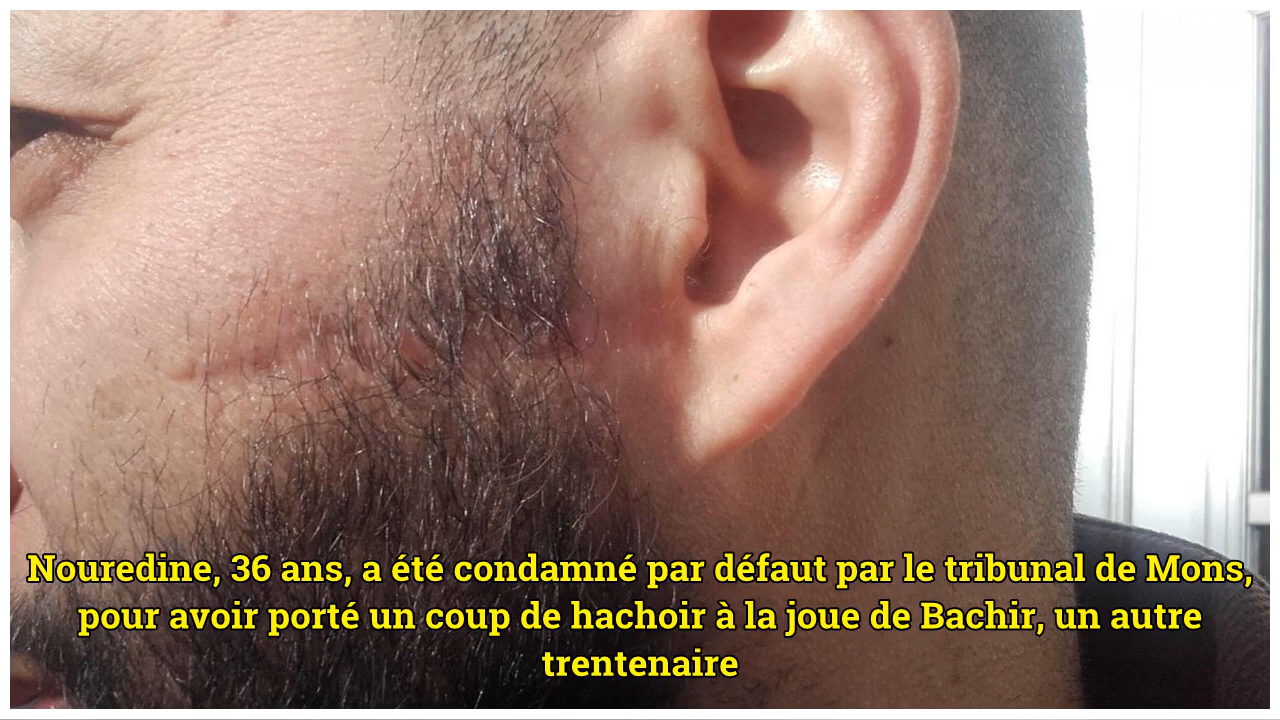 Nouredine, 36 ans, a été condamné par défaut par le tribunal de Mons,
pour avoir porté un coup de hachoir à la joue de Bachir, un autre
trentenaire